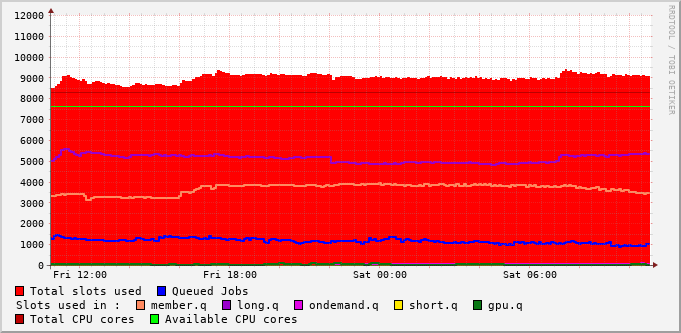 12000
11000
10000
9000
8000
7000
6000
5000
4000
3000
2000
1000
0
Fri 12:00 Fri 18:00 Sat 00:00 Sat 06:00
RRDTOOL / TOBI OETIKER
Total slots used Queued Jobs
Slots used in : member.q long.q ondemand.q short.q gpu.q
Total CPU cores Available CPU cores